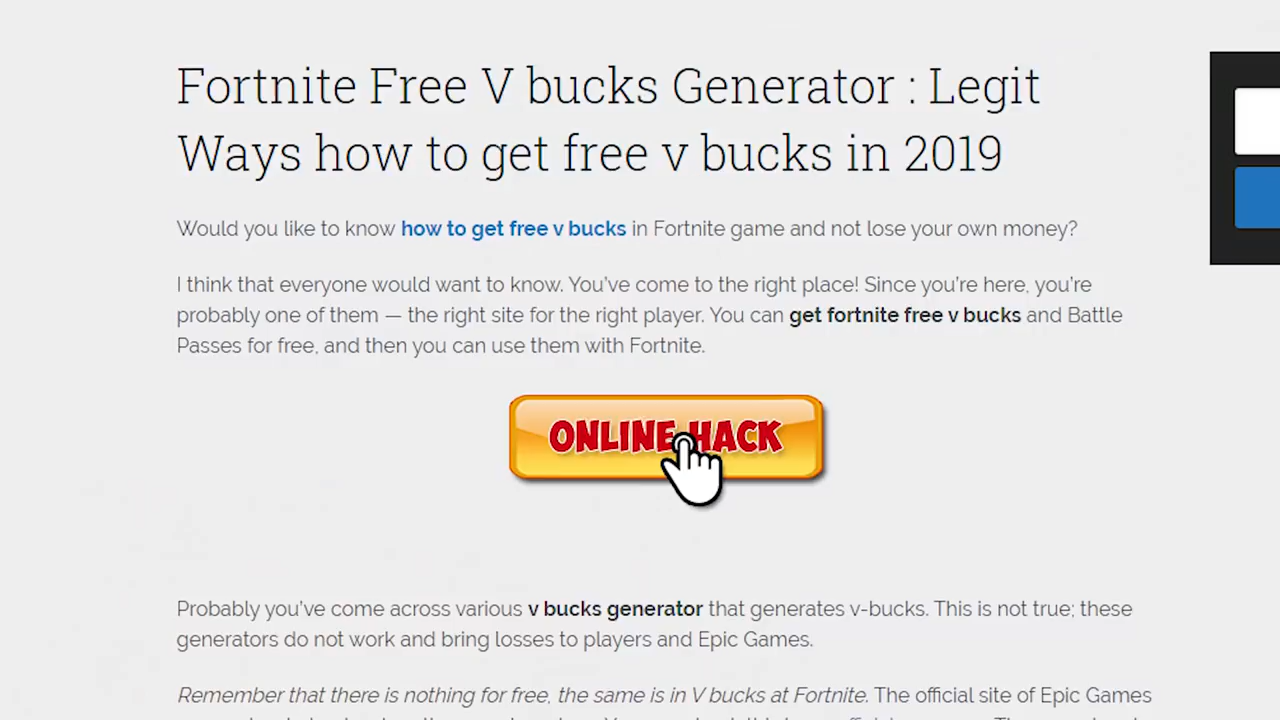 Fortnite Free V bucks Generator : Legit
Ways how to get free v bucks in 2019
Would you like to know how to get free v bucks in Fortnite game and not lose your own money?
I think that everyone would want to know. You've come to the right place! Since you're here, you're
probably one of them — the right site for the right player. You can get fortnite free v bucks and Battle
Passes for free, and then you can use them with Fortnite.
ONLINE HACK
Probably you've come across various v bucks generator that generates v-bucks. This is not true; these
generators do not work and bring losses to players and Epic Games.
Remember that there is nothing for free, the same is in V bucks at Fortnite. The official site of Epic Games